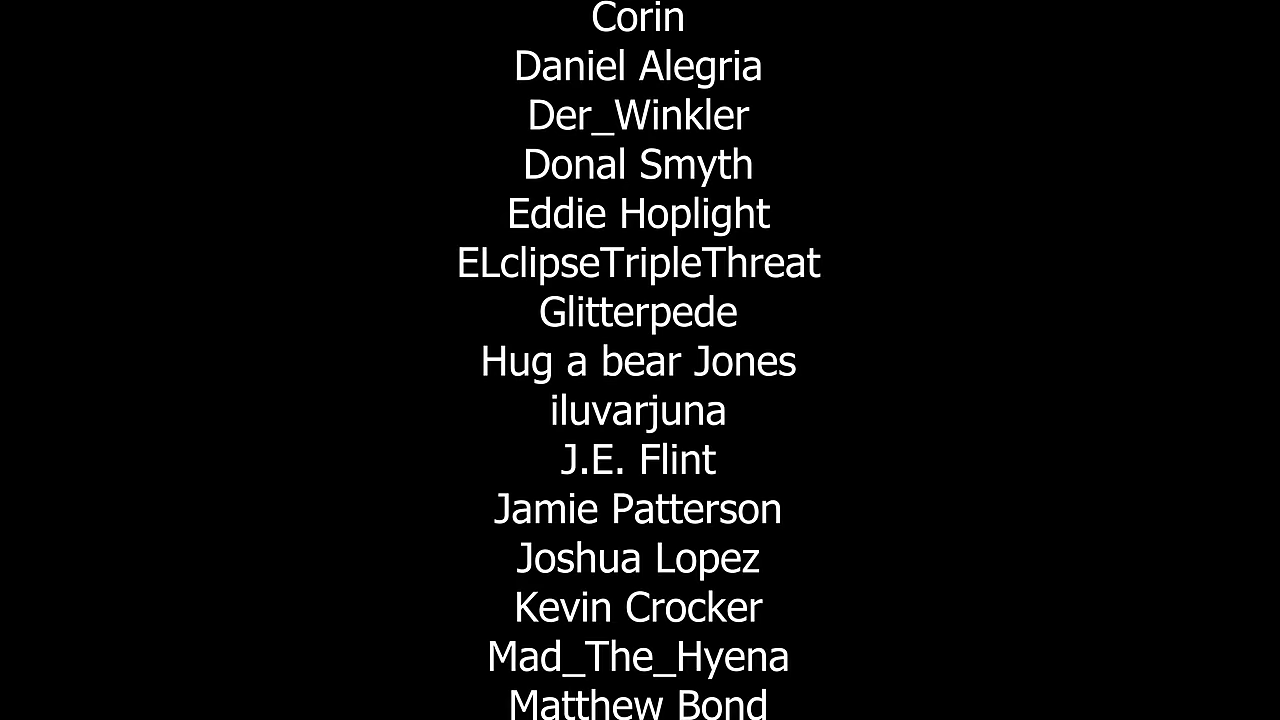 Corin
Daniel Alegria
Der_Winkler
Donal Smyth
Eddie Hoplight
ELclipseTripleThreat
Glitterpede
Hug a bear Jones
iluvarjuna
J.E. Flint
Jamie Patterson
Joshua Lopez
Kevin Crocker
Mad_The_Hyena
Matthew Bond